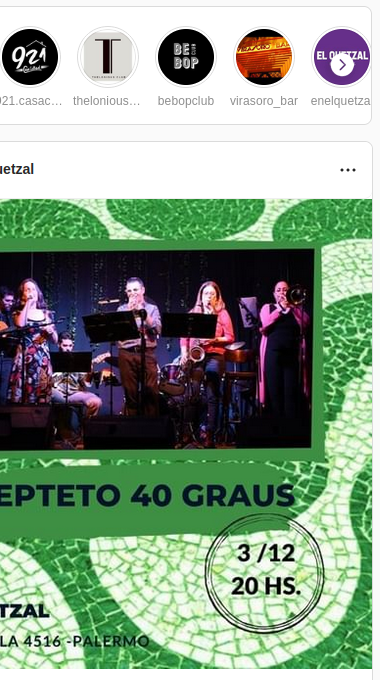 921
T
THELONIOUS CLUB
BE
BOP
EL QUETZAL
921.casac...
thelonious...
bebopclub
virasoro_bar
enelquetza
uetzal
EPTETO 40 GRAUS
3 /12
20 HS.
TZAL
LA 4516 -PALERMO